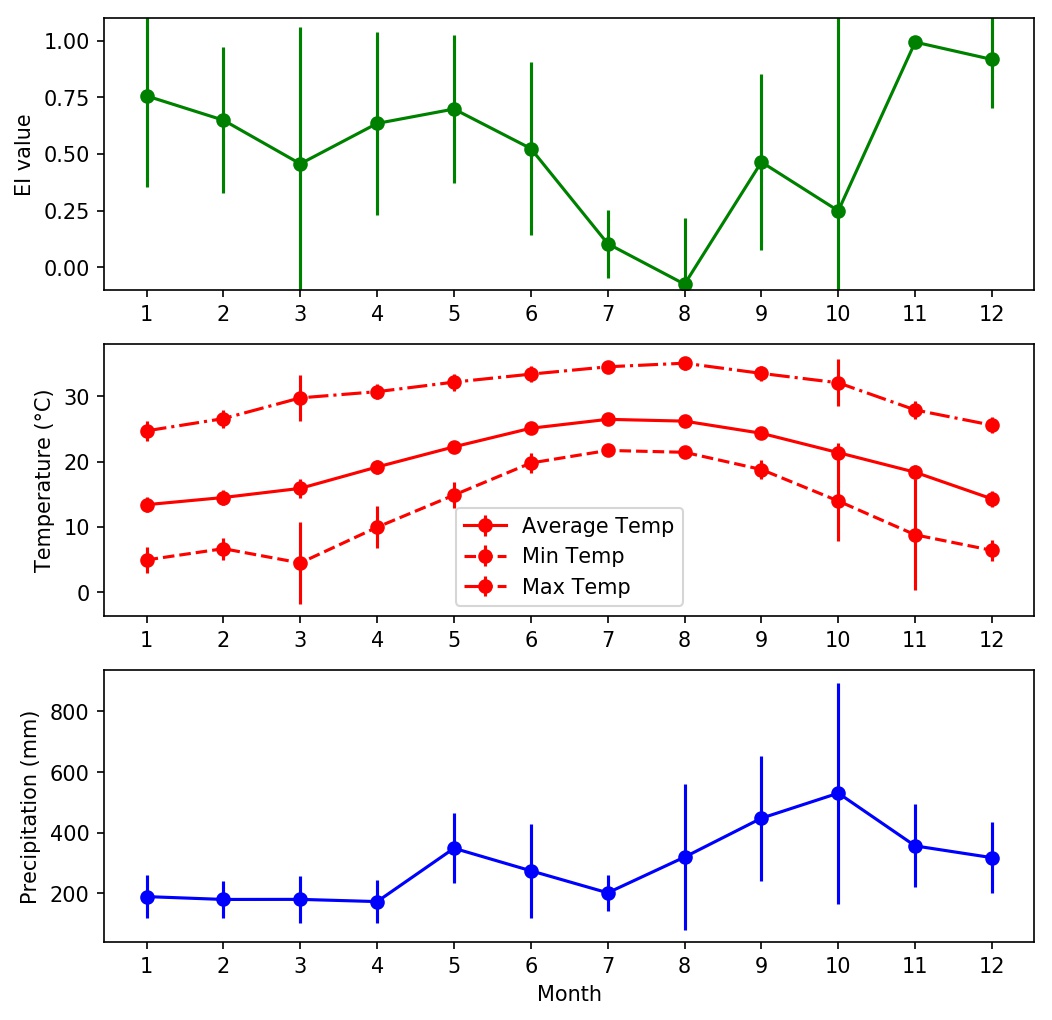 EI value
1.00
0.75
0.50
0.25
0.00
1 2 3 4 5 6 7 8 9 10 11 12
Temperature (°C)
30
20
10
0
Average Temp
Min Temp
Max Temp
1 2 3 4 5 6 7 8 9 10 11 12
Precipitation (mm)
800
600
400
200
1 2 3 4 5 6 7 8 9 10 11 12
Month